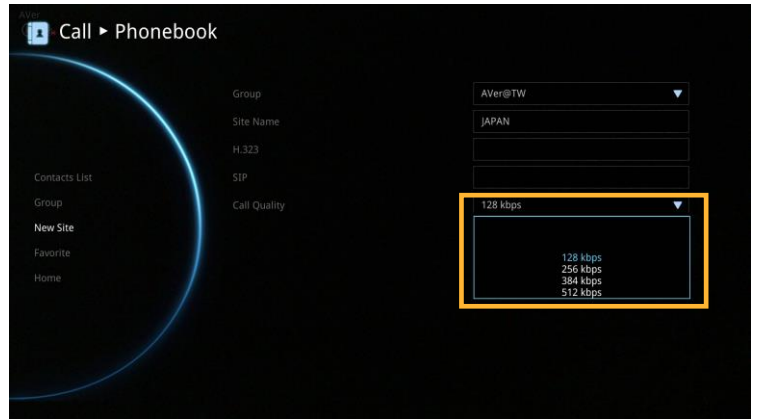 AVer
Call ▸ Phonebook
Group
AVer@TW
Site Name
JAPAN
H.323
SIP
Call Quality
128 kbps
128 kbps
256 kbps
384 kbps
512 kbps
Contacts List
Group
New Site
Favorite
Home